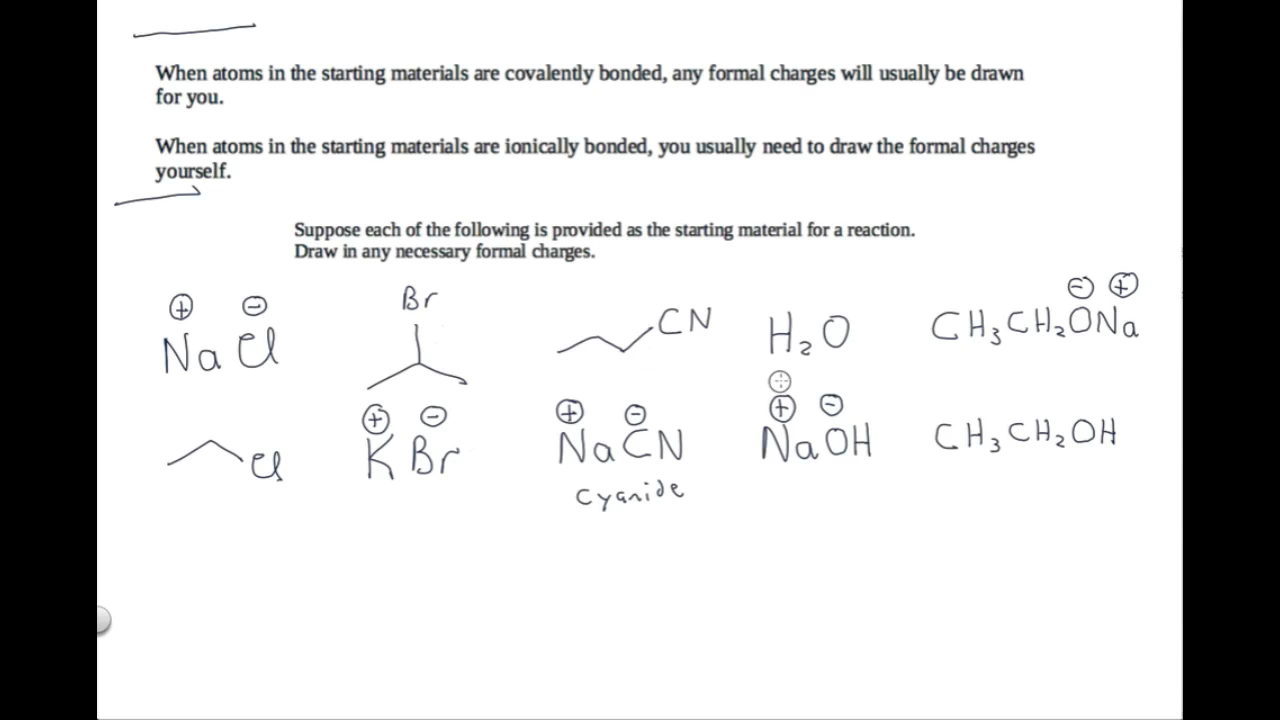 When atoms in the starting materials are covalently bonded, any formal charges will usually be drawn
for you.
When atoms in the starting materials are ionically bonded, you usually need to draw the formal charges
yourself.
Suppose each of the following is provided as the starting material for a reaction.
Draw in any necessary formal charges.
⊕ ⊖ Br ⊖ ⊕
NaCl CN H₂O CH₃CH₂ONa
⊕ ⊖ ⊕ ⊖ ⊕ ⊖
Cl KBr NaCN NaOH CH₃CH₂OH
Cyanide